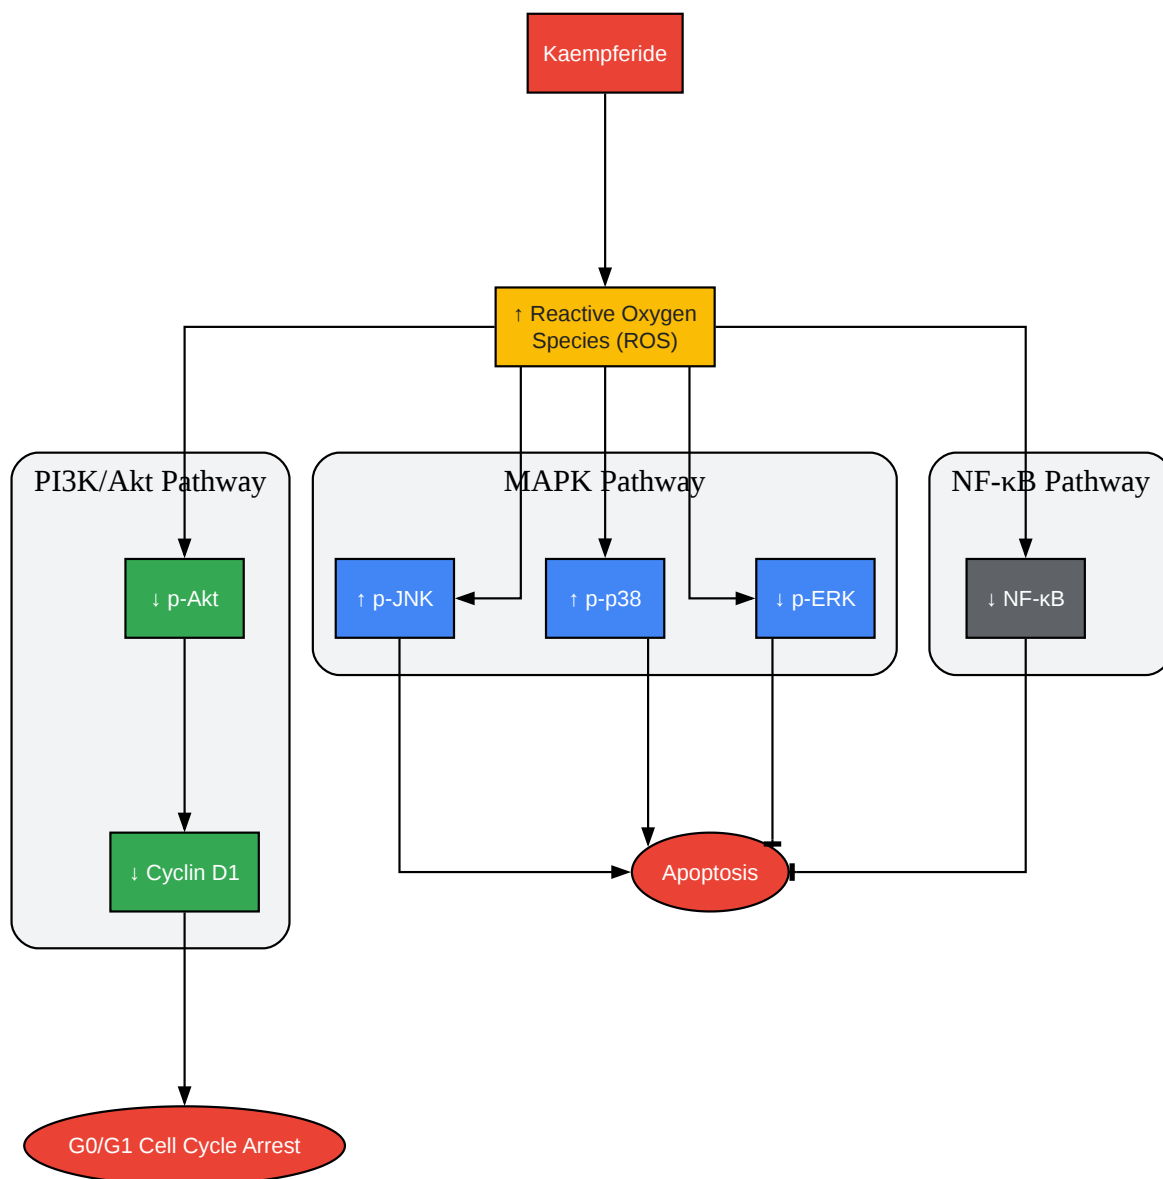 Kaempferide
↑ Reactive Oxygen
Species (ROS)
PI3K/Akt Pathway
MAPK Pathway
NF-κB Pathway
↓ p-Akt
↑ p-JNK
↑ p-p38
↓ p-ERK
↓ NF-κB
↓ Cyclin D1
Apoptosis
G0/G1 Cell Cycle Arrest